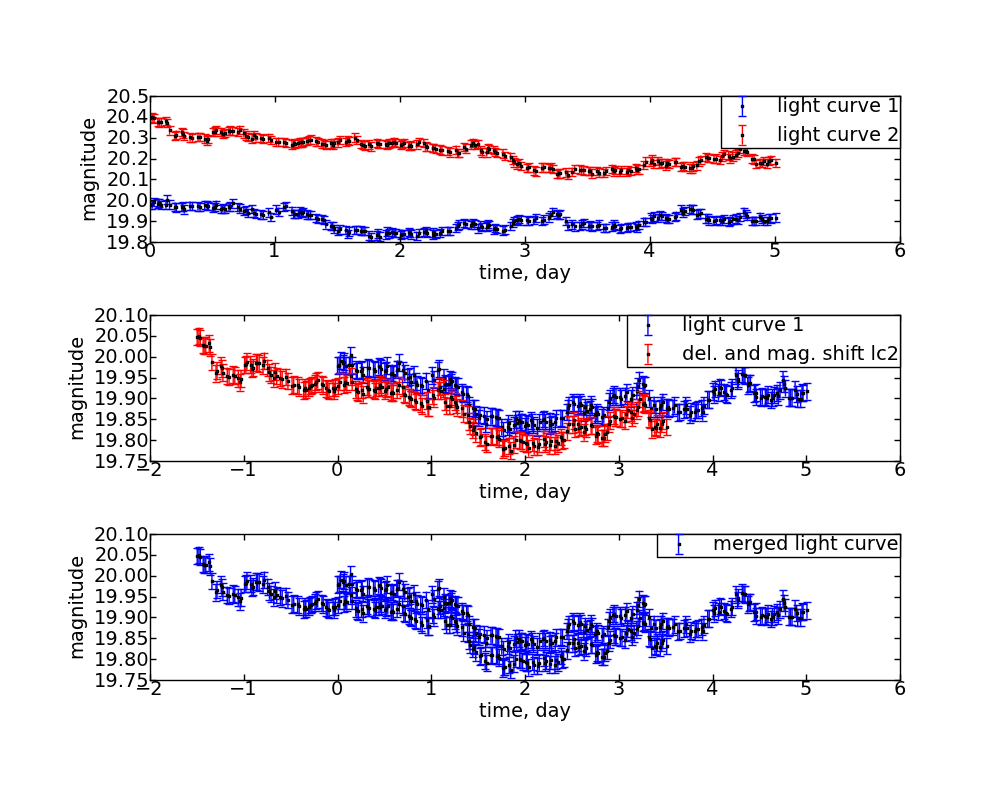 20.5
20.4
20.3
20.2
20.1
20.0
19.9
19.8
magnitude
light curve 1
light curve 2
0 1 2 3 4 5 6
time, day
20.10
20.05
20.00
19.95
19.90
19.85
19.80
19.75
magnitude
light curve 1
del. and mag. shift lc2
−2 −1 0 1 2 3 4 5 6
time, day
20.10
20.05
20.00
19.95
19.90
19.85
19.80
19.75
magnitude
merged light curve
−2 −1 0 1 2 3 4 5 6
time, day